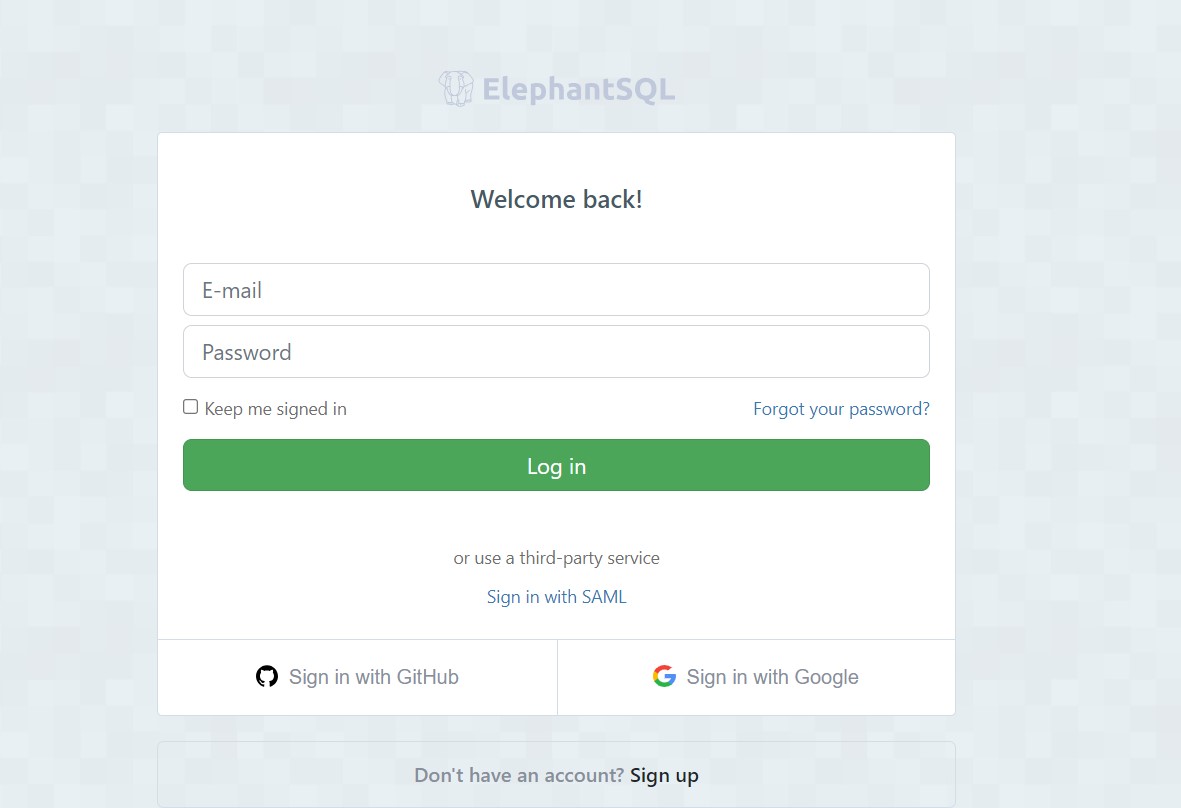 ElephantSQL
Welcome back!
E-mail
Password
Keep me signed in Forgot your password?
Log in
or use a third-party service
Sign in with SAML
Sign in with GitHub Sign in with Google
Don't have an account? Sign up